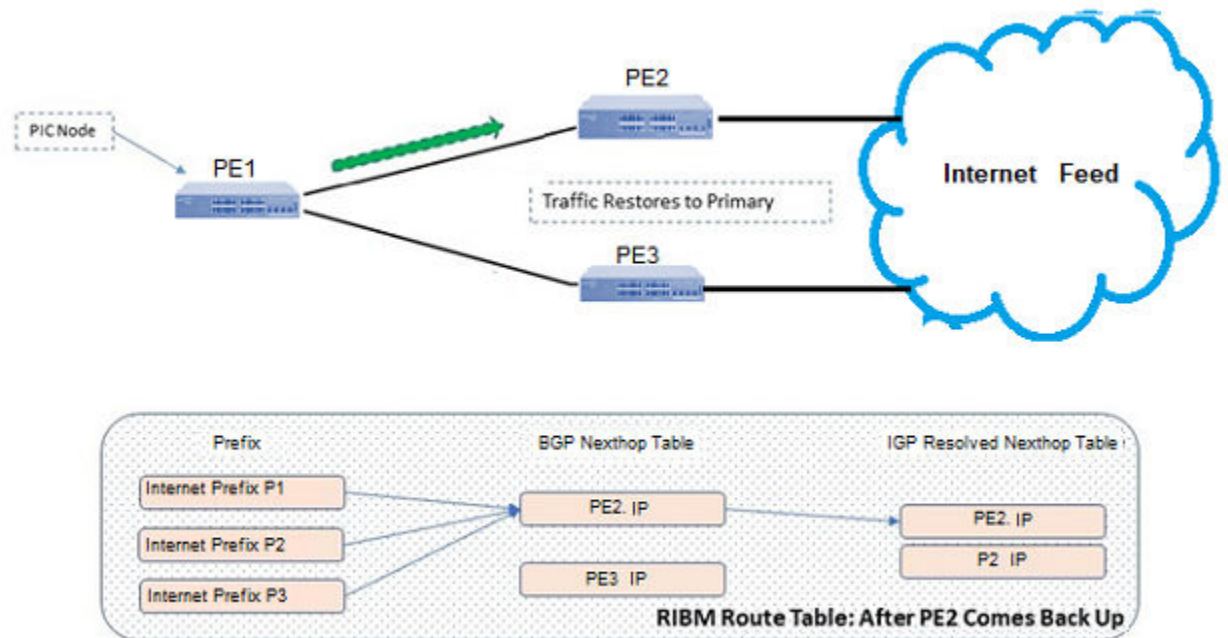 PE2
PIC Node
PE1
Internet Feed
Traffic Restores to Primary
PE3
Prefix
BGP Nexthop Table
IGP Resolved Nexthop Table
Internet Prefix P1
PE2. IP
PE2. IP
Internet Prefix P2
P2 IP
PE3 IP
Internet Prefix P3
RIBM Route Table: After PE2 Comes Back Up